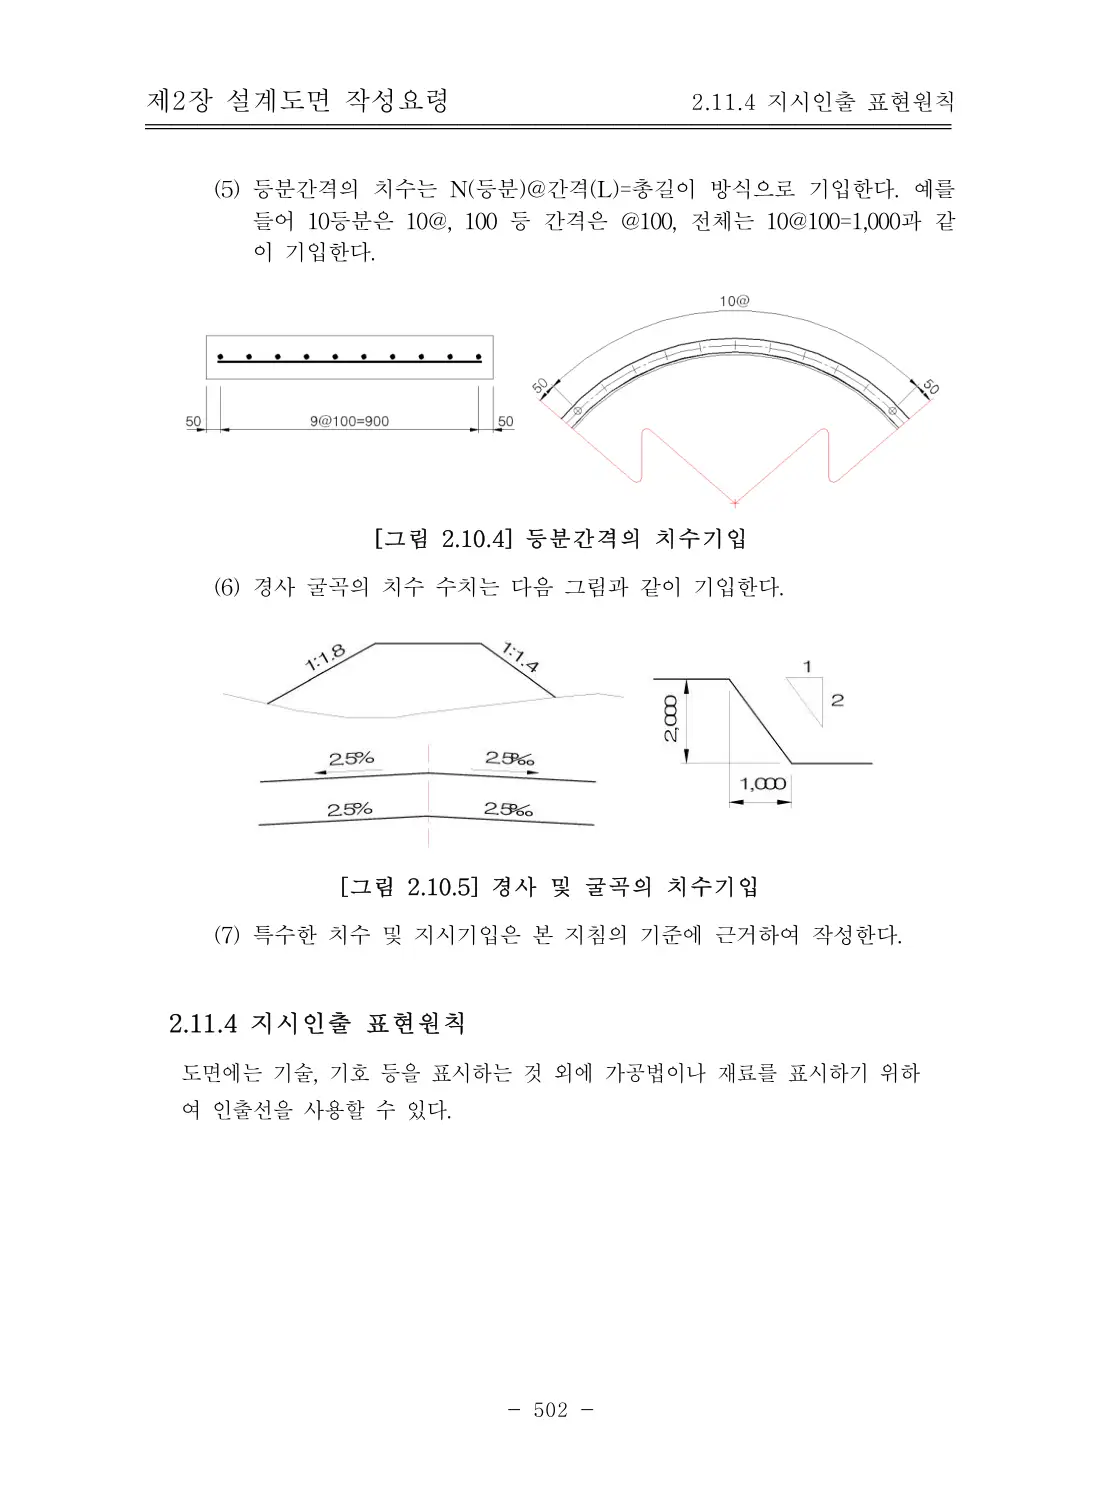 제2장 설계도면 작성요령
2.11.4 지시인출 표현원칙
(5) 등분간격의 치수는 N(등분)@간격(L)=총길이 방식으로 기입한다. 예를
들어 10등분은 10@, 100 등 간격은 @100, 전체는 10@100=1,000과 같
이 기입한다.
10@
50
50
50
9@100=900
50
[그림 2.10.4] 등분간격의 치수기입
(6) 경사 굴곡의 치수 수치는 다음 그림과 같이 기입한다.
1:1.8
1:1.4
1
2
2,000
1,000
2.5%
2.5‰
2.5%
2.5‰
[그림 2.10.5] 경사 및 굴곡의 치수기입
(7) 특수한 치수 및 지시기입은 본 지침의 기준에 근거하여 작성한다.
2.11.4 지시인출 표현원칙
도면에는 기술, 기호 등을 표시하는 것 외에 가공법이나 재료를 표시하기 위하
여 인출선을 사용할 수 있다.
- 502 -